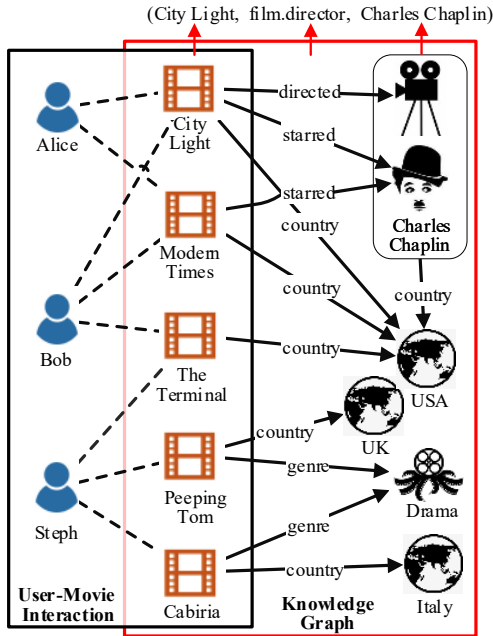 (City Light, film.director, Charles Chaplin)
directed
Alice
City
Light
starred
starred
Charles
Chaplin
country
Modern
Times
country
country
Bob
country
The
Terminal
USA
country
UK
Peeping
Tom
genre
Drama
Steph
genre
country
Cabiria
Italy
User-Movie
Interaction
Knowledge
Graph